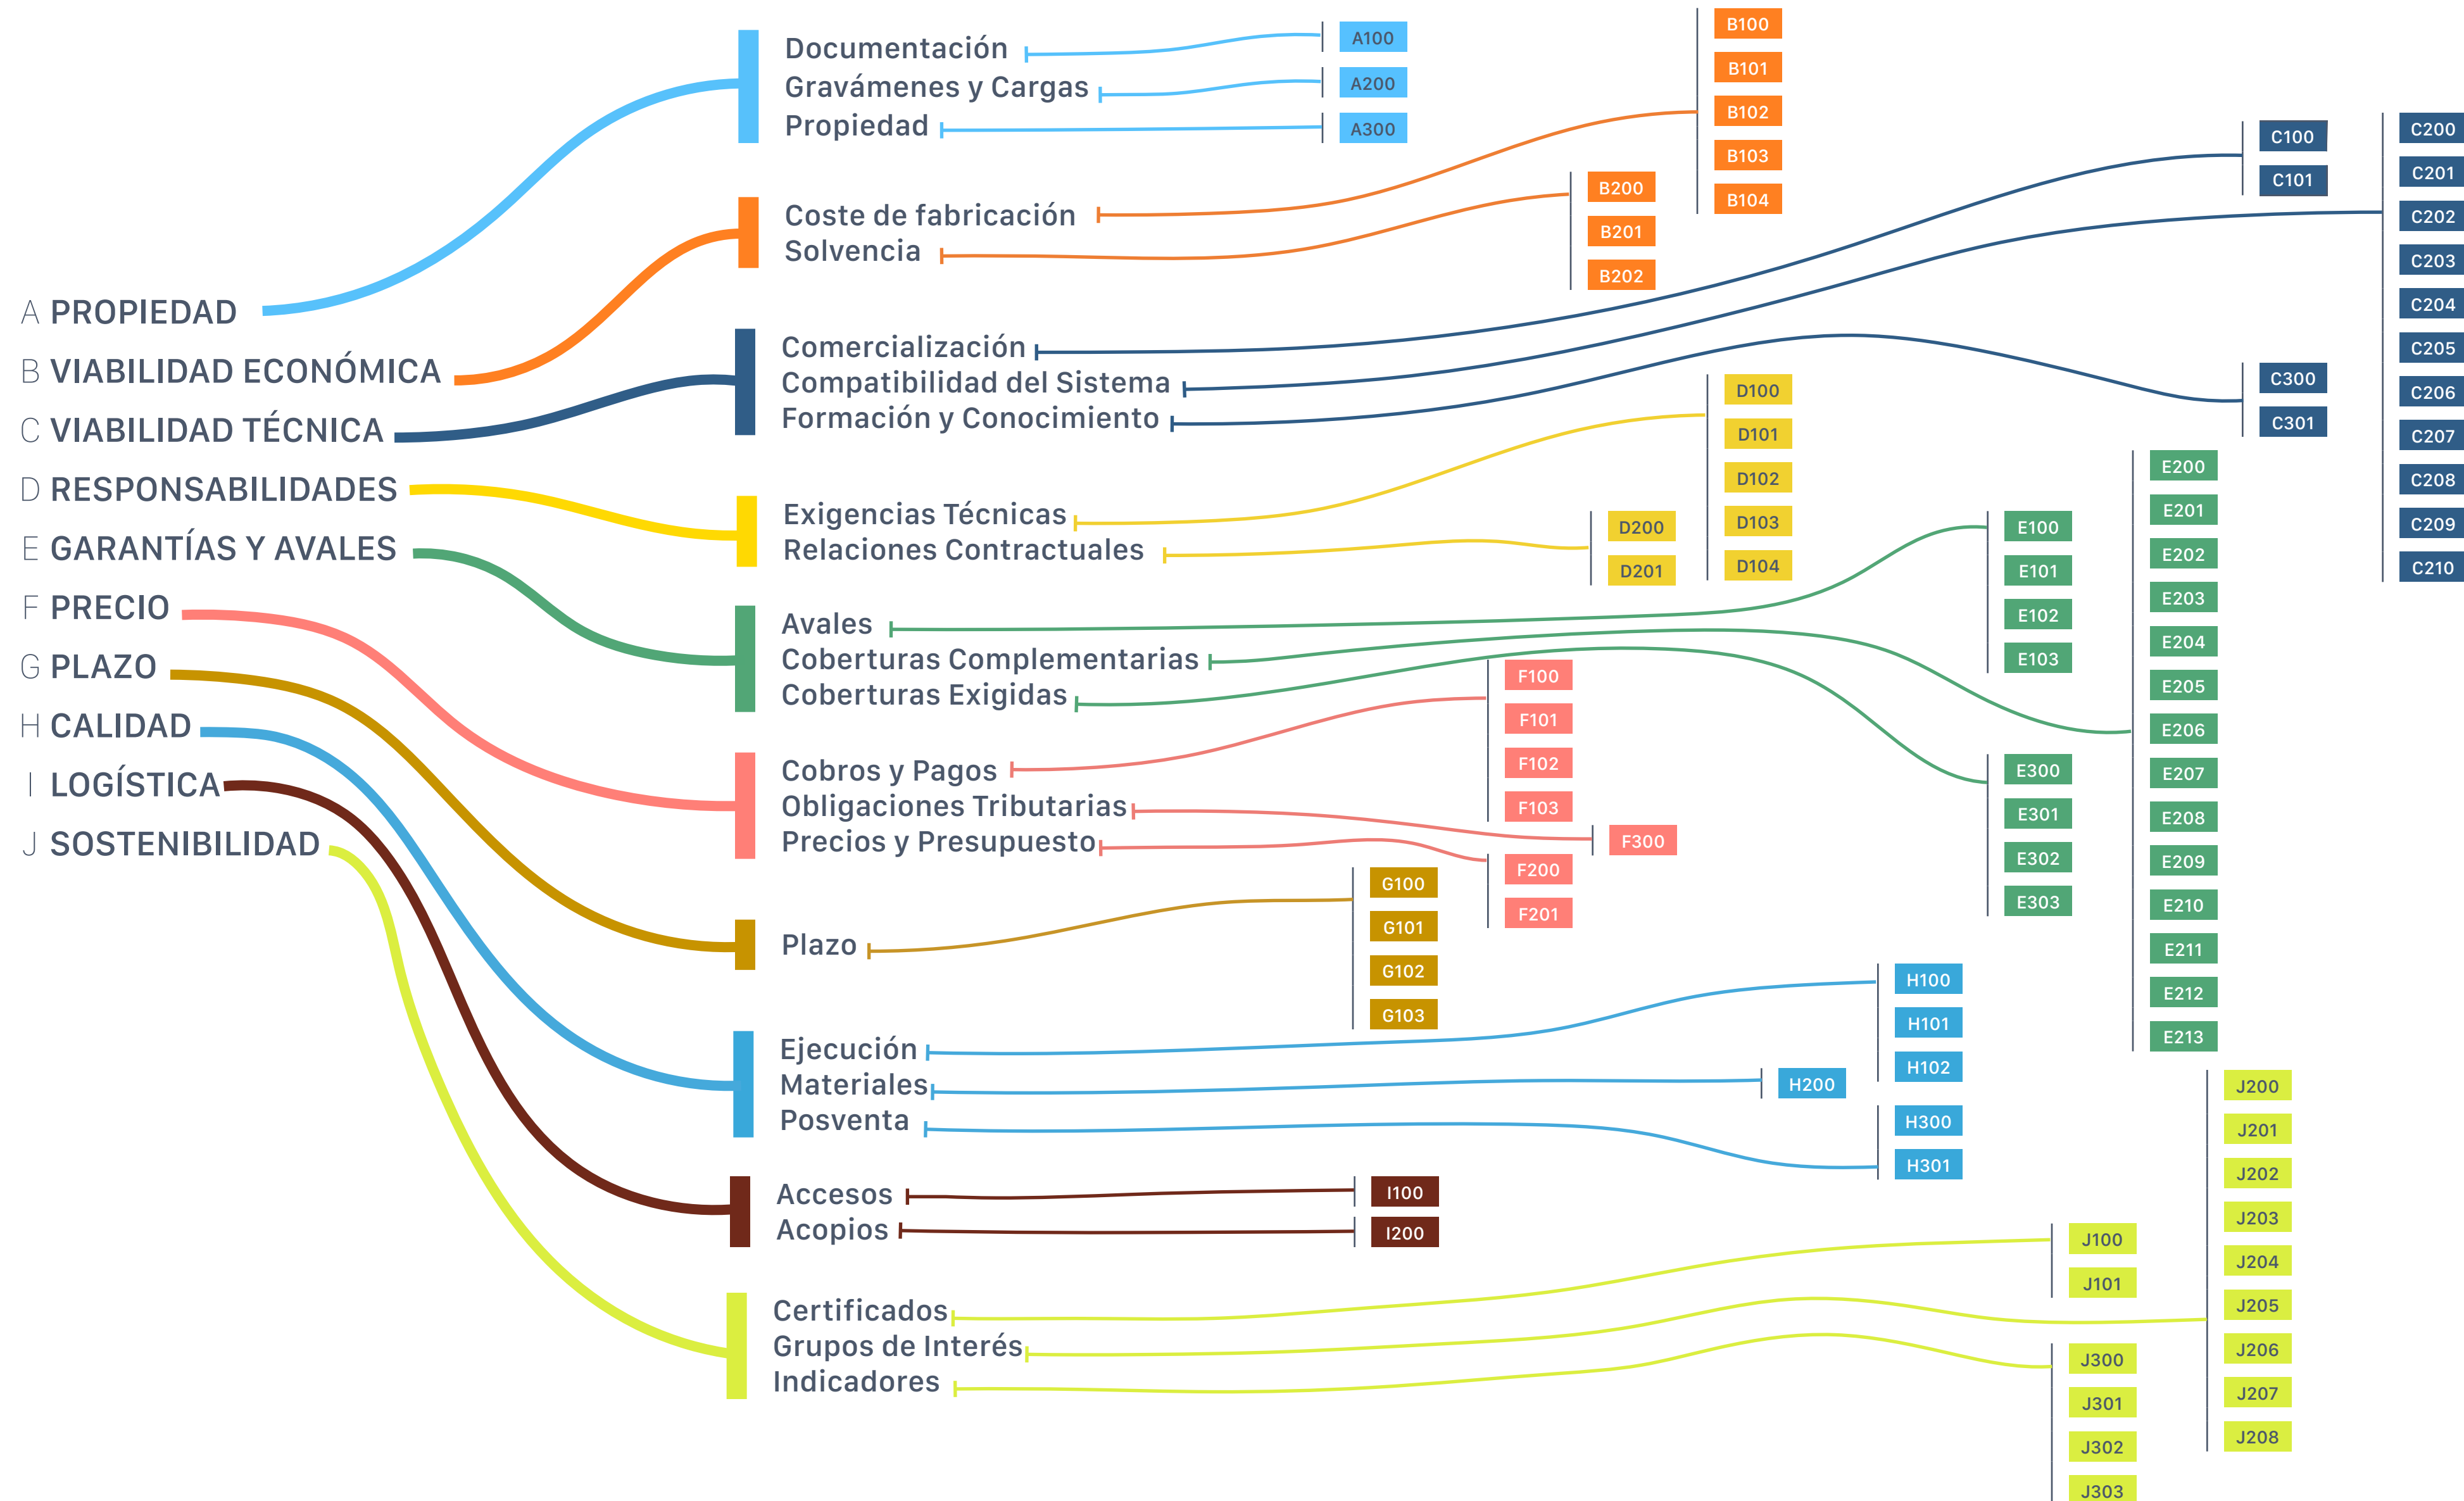 A PROPIEDAD
B VIABILIDAD ECONÓMICA
C VIABILIDAD TÉCNICA
D RESPONSABILIDADES
E GARANTÍAS Y AVALES
F PRECIO
G PLAZO
H CALIDAD
I LOGÍSTICA
J SOSTENIBILIDAD
Documentación
A100
Gravámenes y Cargas
A200
Propiedad
A300
Coste de fabricación
B100
B101
B102
B103
B104
Solvencia
B200
B201
B202
Comercialización
C100
C101
Compatibilidad del Sistema
C200
C201
C202
C203
C204
C205
C206
C207
C208
C209
C210
Formación y Conocimiento
C300
C301
Exigencias Técnicas
D100
D101
D102
D103
D104
Relaciones Contractuales
D200
D201
Avales
E100
E101
E102
E103
Coberturas Complementarias
E200
E201
E202
E203
E204
E205
E206
E207
E208
E209
E210
E211
E212
E213
Coberturas Exigidas
E300
E301
E302
E303
Cobros y Pagos
F100
F101
F102
F103
Obligaciones Tributarias
F300
Precios y Presupuesto
F200
F201
Plazo
G100
G101
G102
G103
Ejecución
H100
H101
H102
Materiales
H200
Posventa
H300
H301
Accesos
I100
Acopios
I200
Certificados
J100
J101
Grupos de Interés
J200
J201
J202
J203
J204
J205
J206
J207
J208
Indicadores
J300
J301
J302
J303